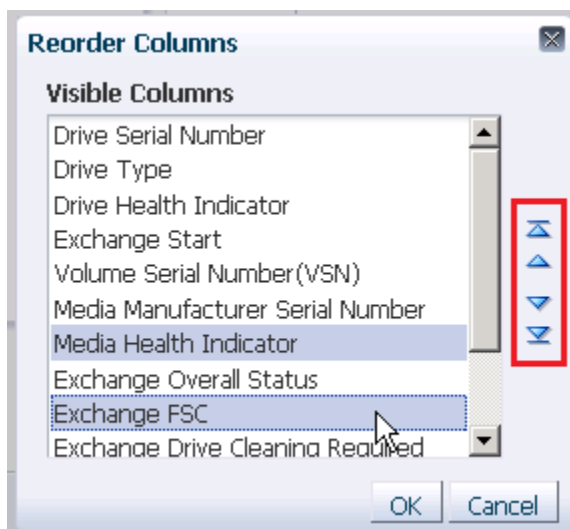 Reorder Columns
Visible Columns
Drive Serial Number
Drive Type
Drive Health Indicator
Exchange Start
Volume Serial Number(VSN)
Media Manufacturer Serial Number
Media Health Indicator
Exchange Overall Status
Exchange FSC
Exchange Drive Cleaning Required
OK
Cancel